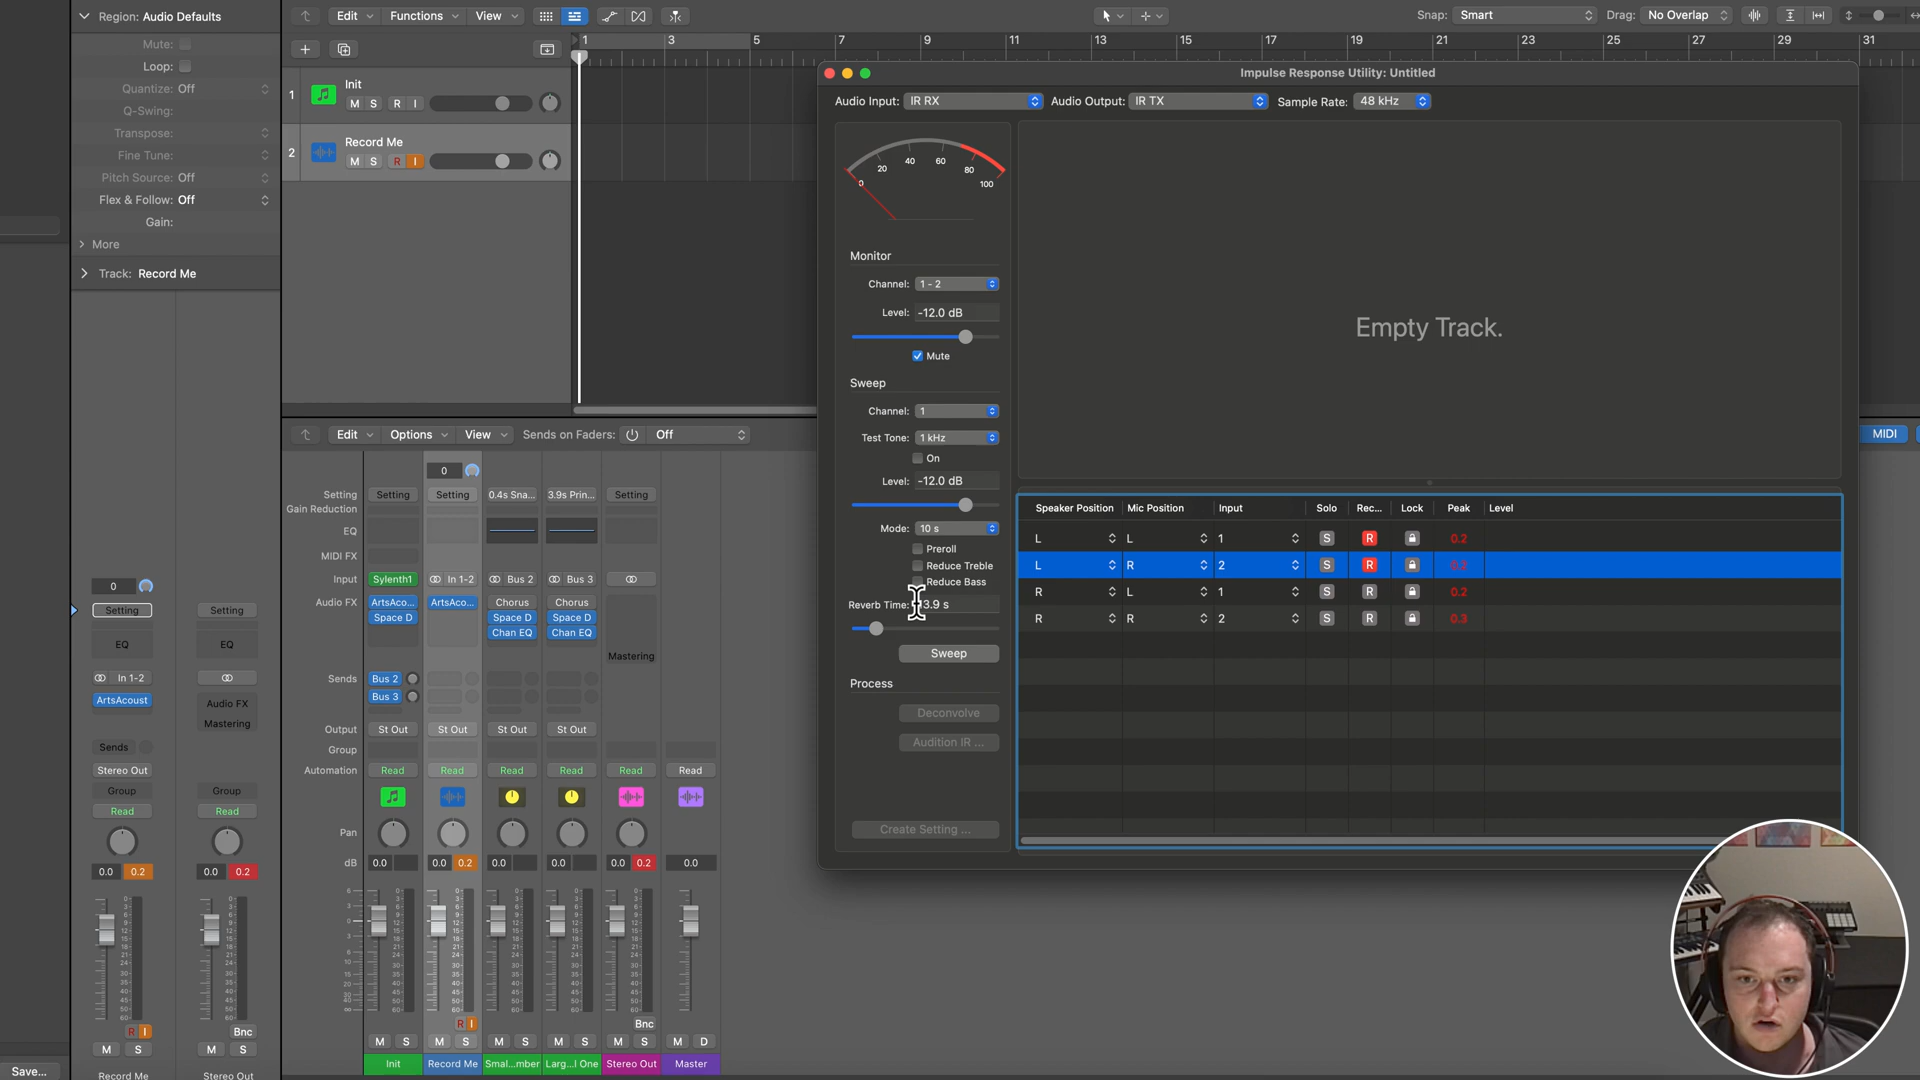 Region: Audio Defaults
Mute:
Loop:
Quantize: Off
Q-Swing:
Transpose:
Fine Tune:
Pitch Source: Off
Flex & Follow: Off
Gain:
More
Track: Record Me
Edit Functions View
Snap: Smart Drag: No Overlap
1 3 5 7 9 11 13 15 17 19 21 23 25 27 29 31
1 Init
M S R I
2 Record Me
M S R I
Impulse Response Utility: Untitled
Audio Input: IR RX Audio Output: IR TX Sample Rate: 48 kHz
0 20 40 60 80 100
Monitor
Channel: 1 - 2
Level: -12.0 dB
Mute
Sweep
Channel: 1
Test Tone: 1 kHz
On
Level: -12.0 dB
Mode: 10 s
Preroll
Reduce Treble
Reduce Bass
Reverb Time: 3.9 s
Sweep
Process
Deconvolve
Audition IR ...
Create Setting ...
Empty Track.
Speaker Position Mic Position Input Solo Rec... Lock Peak Level
L L 1 S R 0.2
L R 2 S R 0.2
R L 1 S R 0.2
R R 2 S R 0.3
MIDI
Edit Options View Sends on Faders: Off
0
Setting Setting Setting 0.4s Sna... 3.9s Prin... Setting
Gain Reduction
EQ
MIDI FX
Input Sylenth1 In 1-2 Bus 2 Bus 3
Audio FX ArtsAco... ArtsAco... Chorus Chorus
Space D Space D Space D
Chan EQ Chan EQ
Mastering
Sends Bus 2
Bus 3
Output St Out St Out St Out St Out
Group
Automation Read Read Read Read Read Read
Pan
dB 0.0 0.0 0.2 0.0 0.0 0.0 0.2 0.0
Bnc
R I
M S M S M S M S M S M D
Init Record Me Smal...mber Larg...l One Stereo Out Master
0
Setting Setting
EQ EQ
In 1-2
ArtsAcoust Audio FX
Mastering
Sends
Stereo Out
Group Group
Read Read
0.0 0.2 0.0 0.2
R I Bnc
M S M S
Save... Record Me Stereo Out